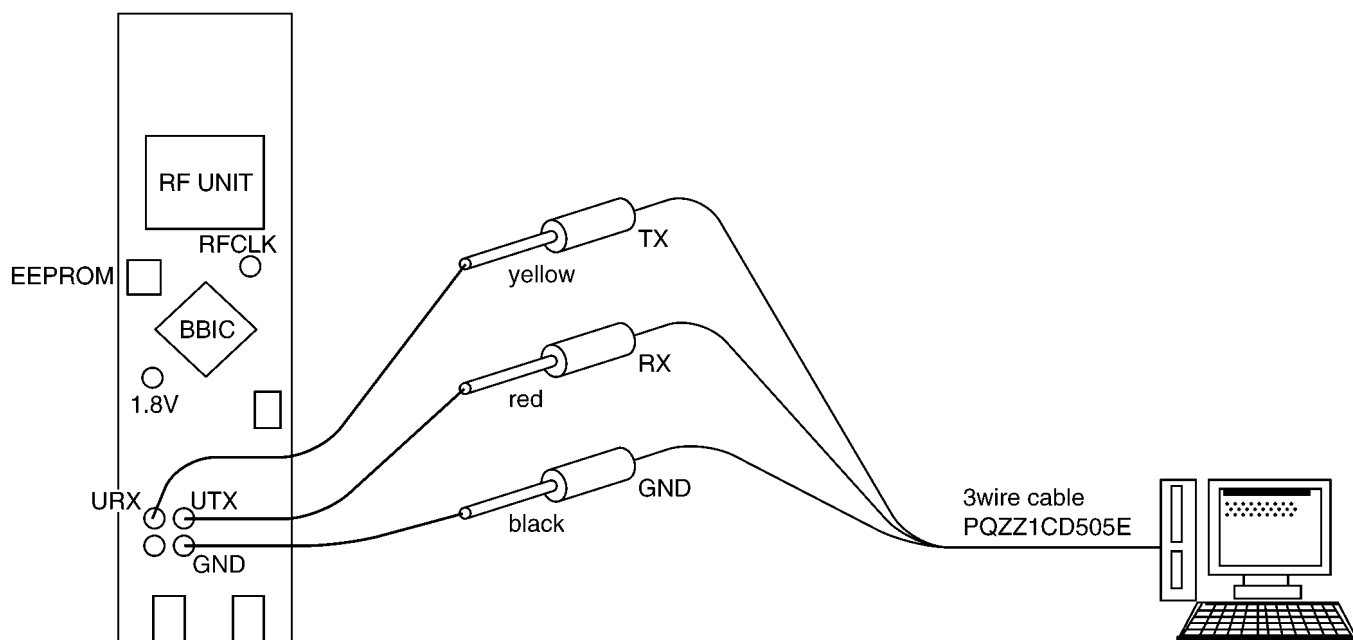 RF UNIT
RFCLK
EEPROM
BBIC
1.8V
URX
UTX
GND
TX
yellow
RX
red
GND
black
3wire cable
PQZZ1CD505E